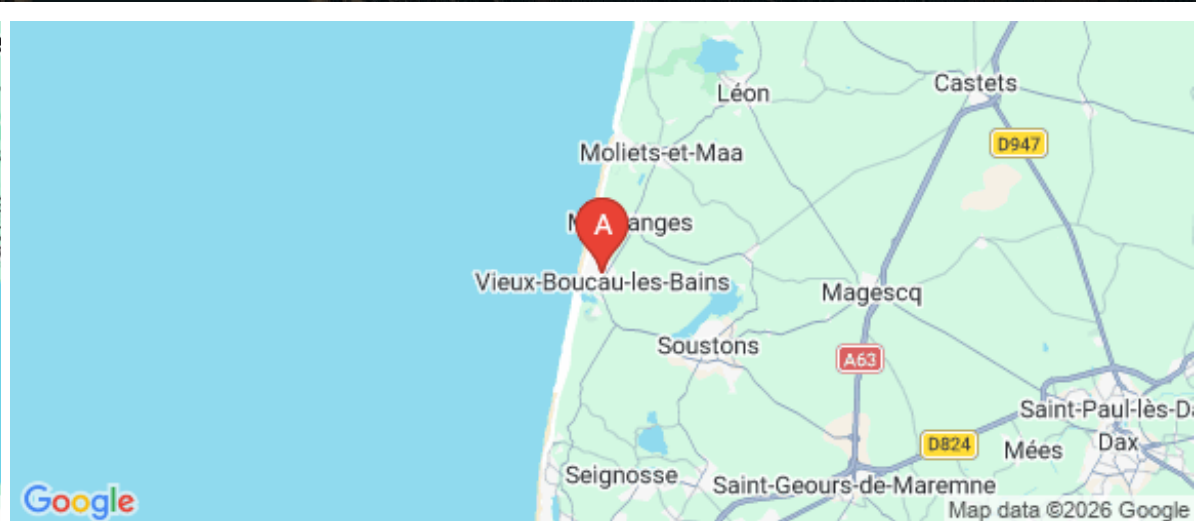 Léon
Castets
D947
Moliets-et-Maa
A
anges
Vieux-Boucau-les-Bains
Magescq
Soustons
A63
Saint-Paul-lès-Da
D824
Mées
Dax
Seignosse
Saint-Geours-de-Maremne
Google
Map data ©2026 Google